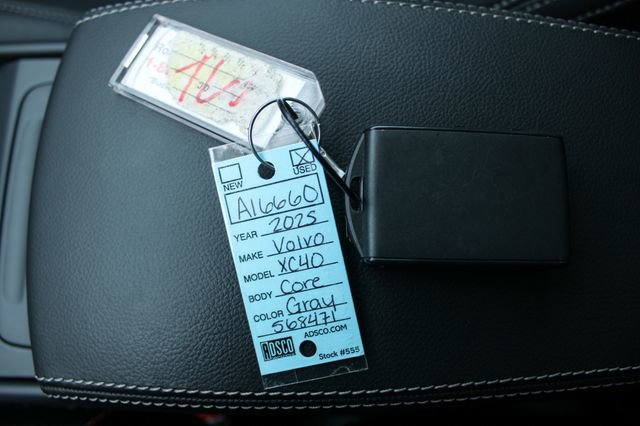 NEW
USED
A16660
YEAR 2025
MAKE Volvo
MODEL XC40
BODY Core
COLOR Gray
568471
ADSCO.COM
ADSCO
Stock #555